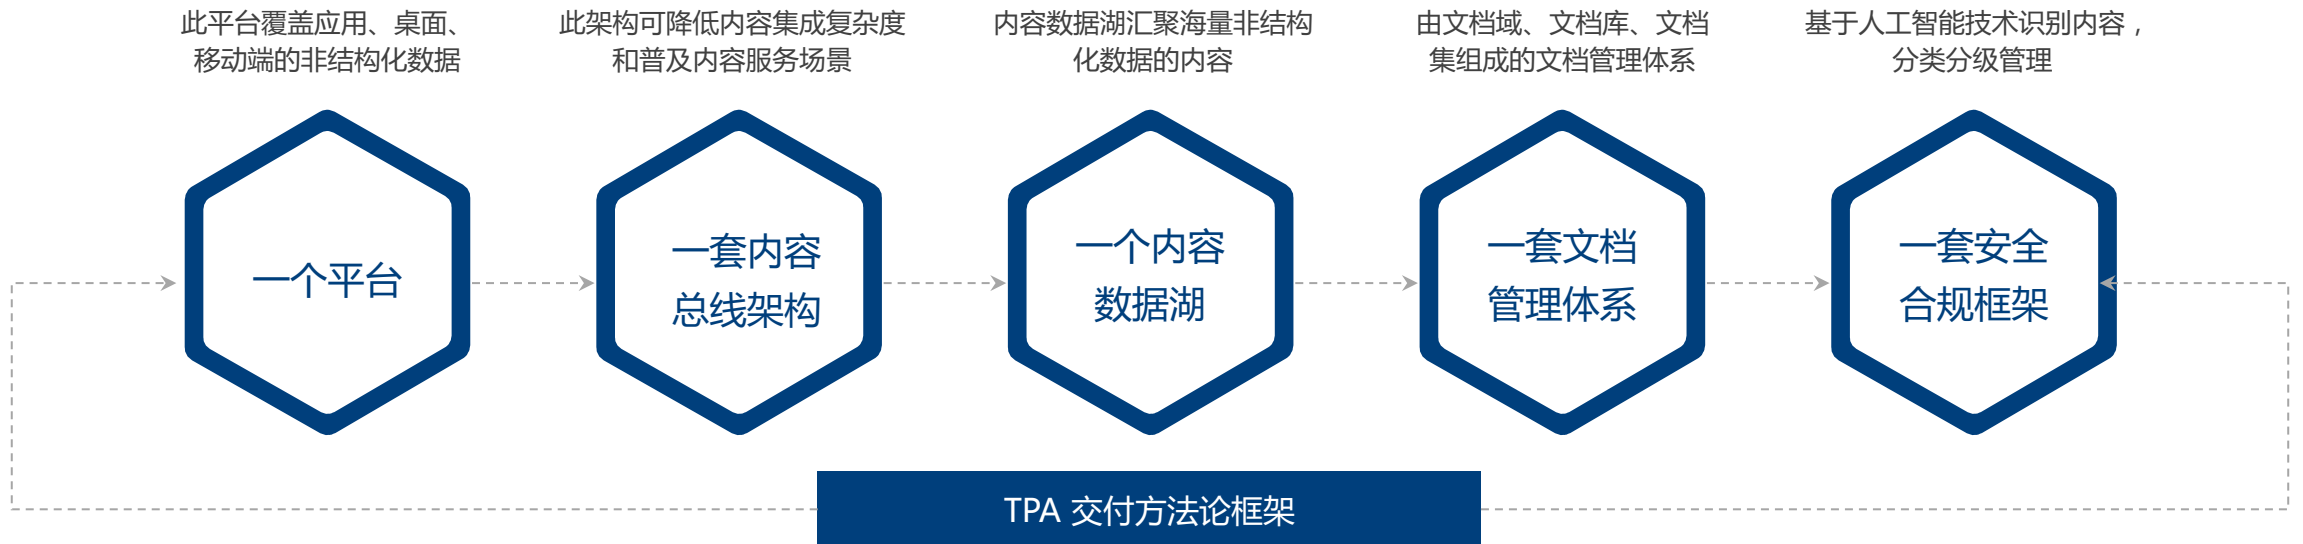 此平台覆盖应用、桌面、
移动端的非结构化数据
此架构可降低内容集成复杂度
和普及内容服务场景
内容数据湖汇聚海量非结构
化数据的内容
由文档域、文档库、文档
集组成的文档管理体系
基于人工智能技术识别内容，
分类分级管理
一个平台
一套内容
总线架构
一个内容
数据湖
一套文档
管理体系
一套安全
合规框架
TPA 交付方法论框架